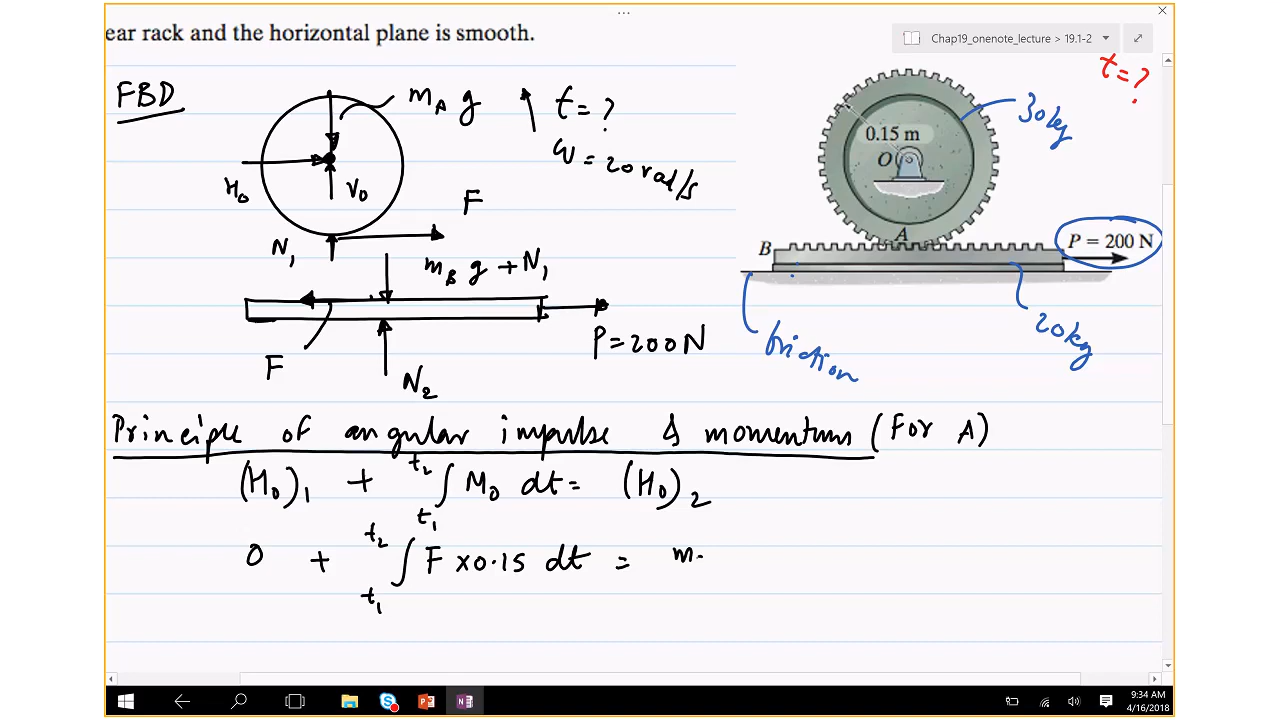 ...
ear rack and the horizontal plane is smooth.
Chap19_onenote_lecture > 19.1-2
t = ?
FBD
m_A g
t = ?
ω = 20 rad/s
H_o
V_o
F
N_1
30 kg
0.15 m
O
A
B
P = 200 N
m_B g + N_1
P = 200 N
F
N_2
friction
20 kg
Principle of angular impulse & momentum (For A)
(H_o)_1 + ∫_{t_1}^{t_2} M_o dt = (H_o)_2
0 + ∫_{t_1}^{t_2} F × 0.15 dt = m.
9:34 AM
4/16/2018